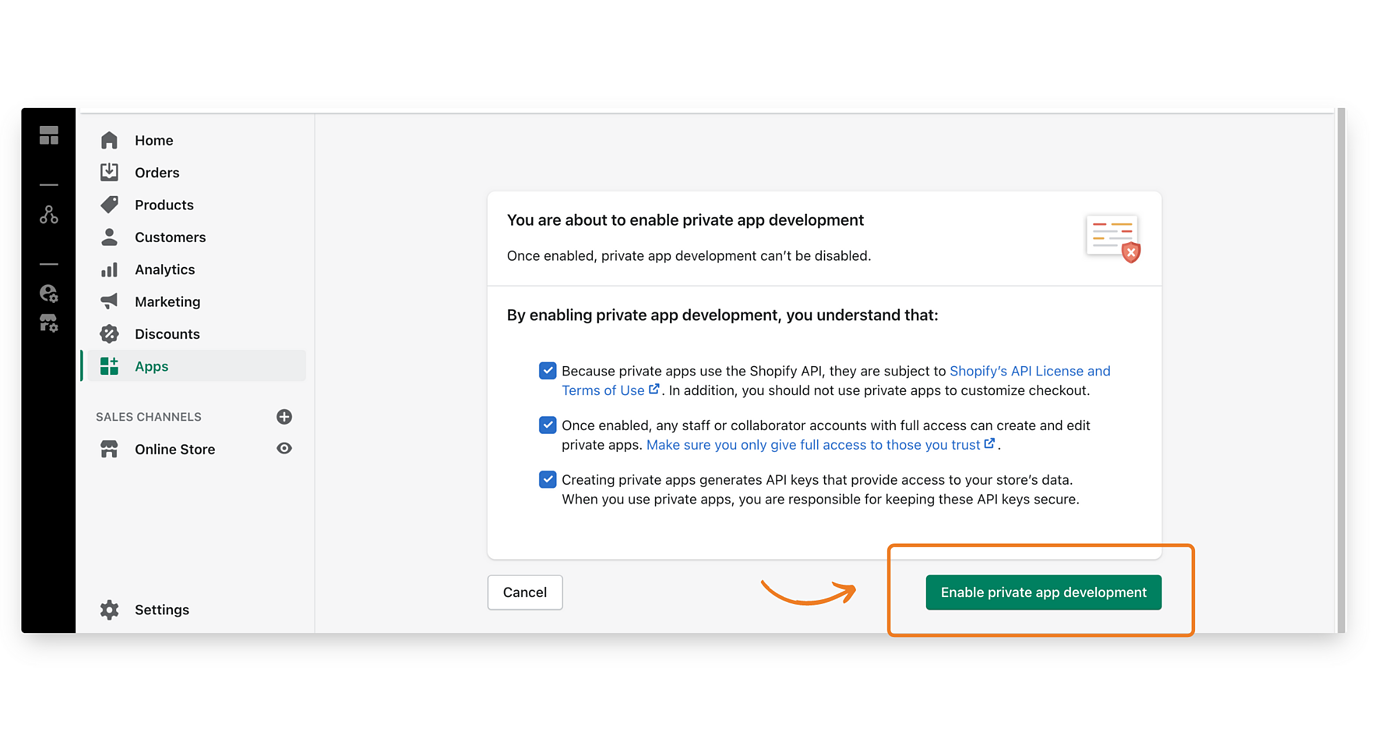 Home
Orders
Products
Customers
Analytics
Marketing
Discounts
Apps
SALES CHANNELS
Online Store
Settings
You are about to enable private app development
Once enabled, private app development can’t be disabled.
By enabling private app development, you understand that:
Because private apps use the Shopify API, they are subject to Shopify’s API License and
Terms of Use. In addition, you should not use private apps to customize checkout.
Once enabled, any staff or collaborator accounts with full access can create and edit
private apps. Make sure you only give full access to those you trust.
Creating private apps generates API keys that provide access to your store’s data.
When you use private apps, you are responsible for keeping these API keys secure.
Cancel
Enable private app development